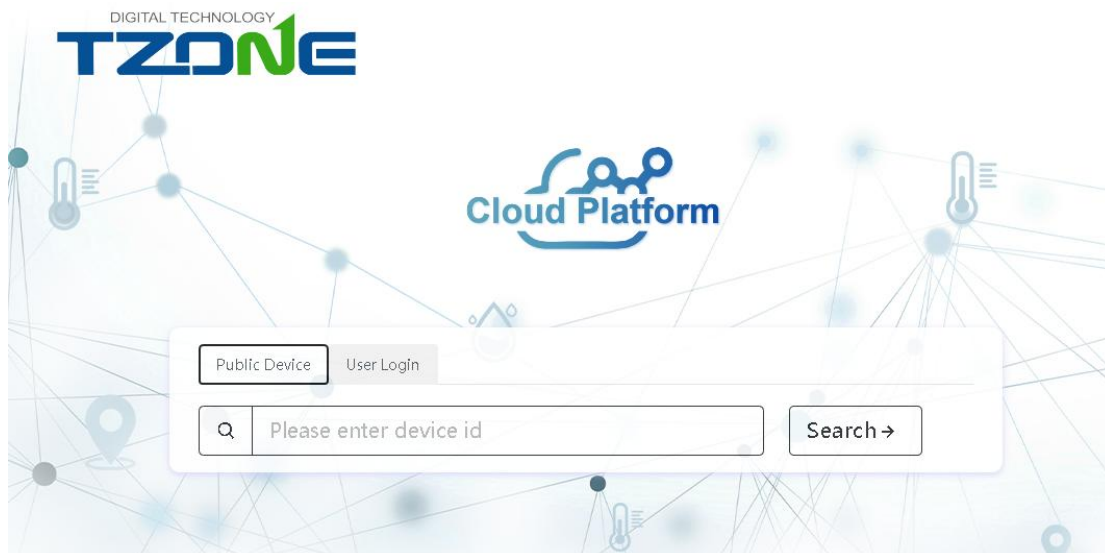 DIGITAL TECHNOLOGY
TZONE
Cloud Platform
Public Device
User Login
Please enter device id
Search→